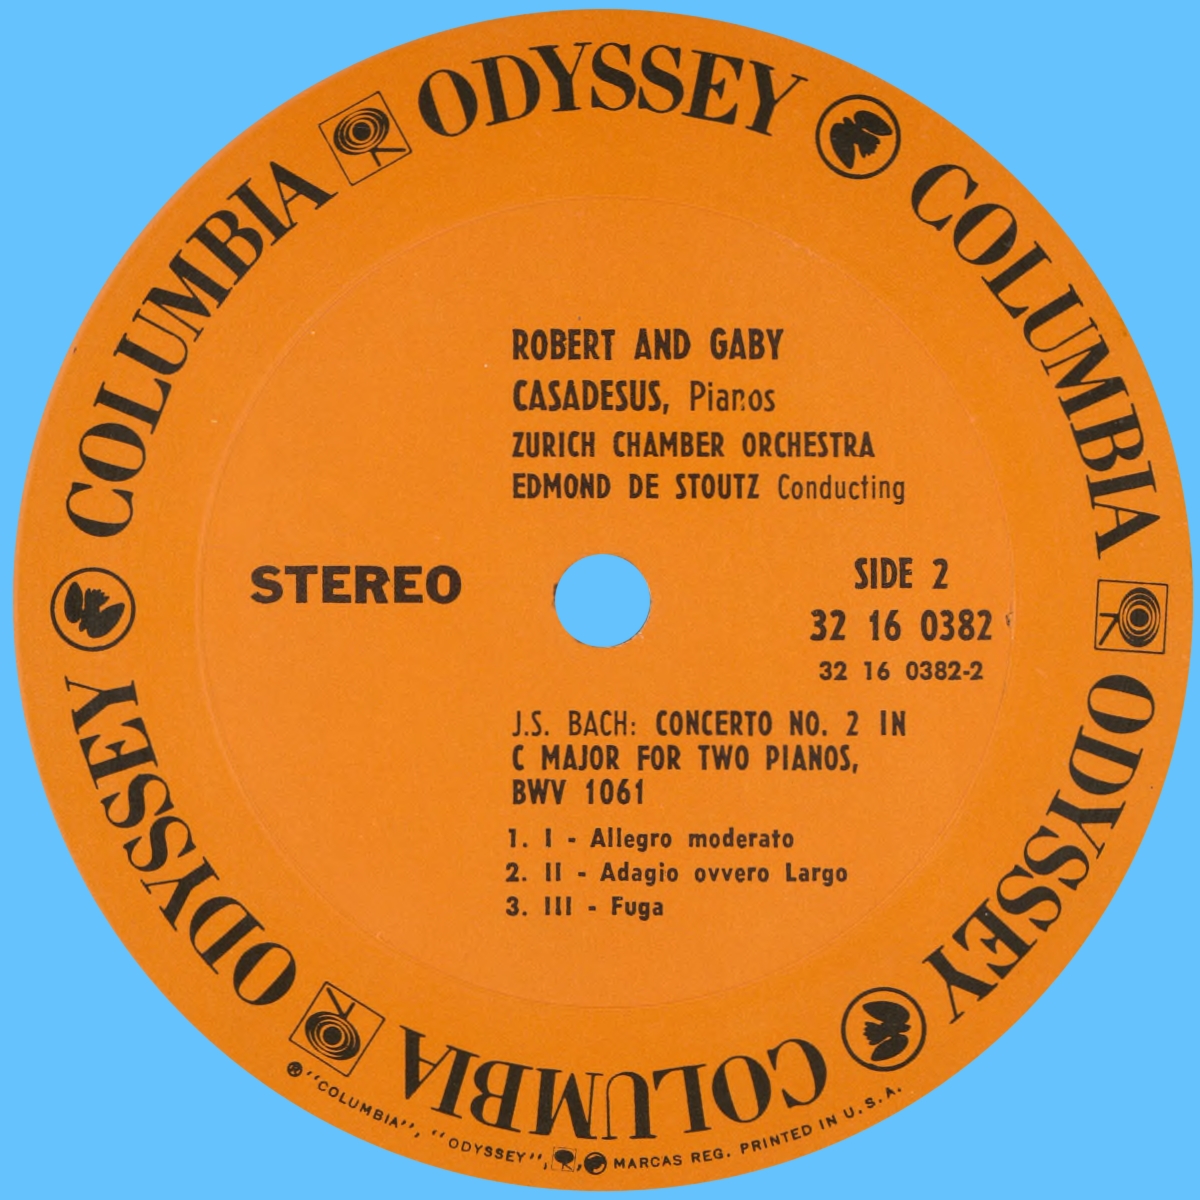 ODYSSEY
COLUMBIA
ODYSSEY
COLUMBIA
ODYSSEY
COLUMBIA
ROBERT AND GABY
CASADESUS, Pianos
ZURICH CHAMBER ORCHESTRA
EDMOND DE STOUTZ Conducting
STEREO
SIDE 2
32 16 0382
32 16 0382-2
J.S. BACH: CONCERTO NO. 2 IN
C MAJOR FOR TWO PIANOS,
BWV 1061
1. I - Allegro moderato
2. II - Adagio ovvero Largo
3. III - Fuga
® "COLUMBIA", "ODYSSEY", MARCAS REG. PRINTED IN U.S.A.